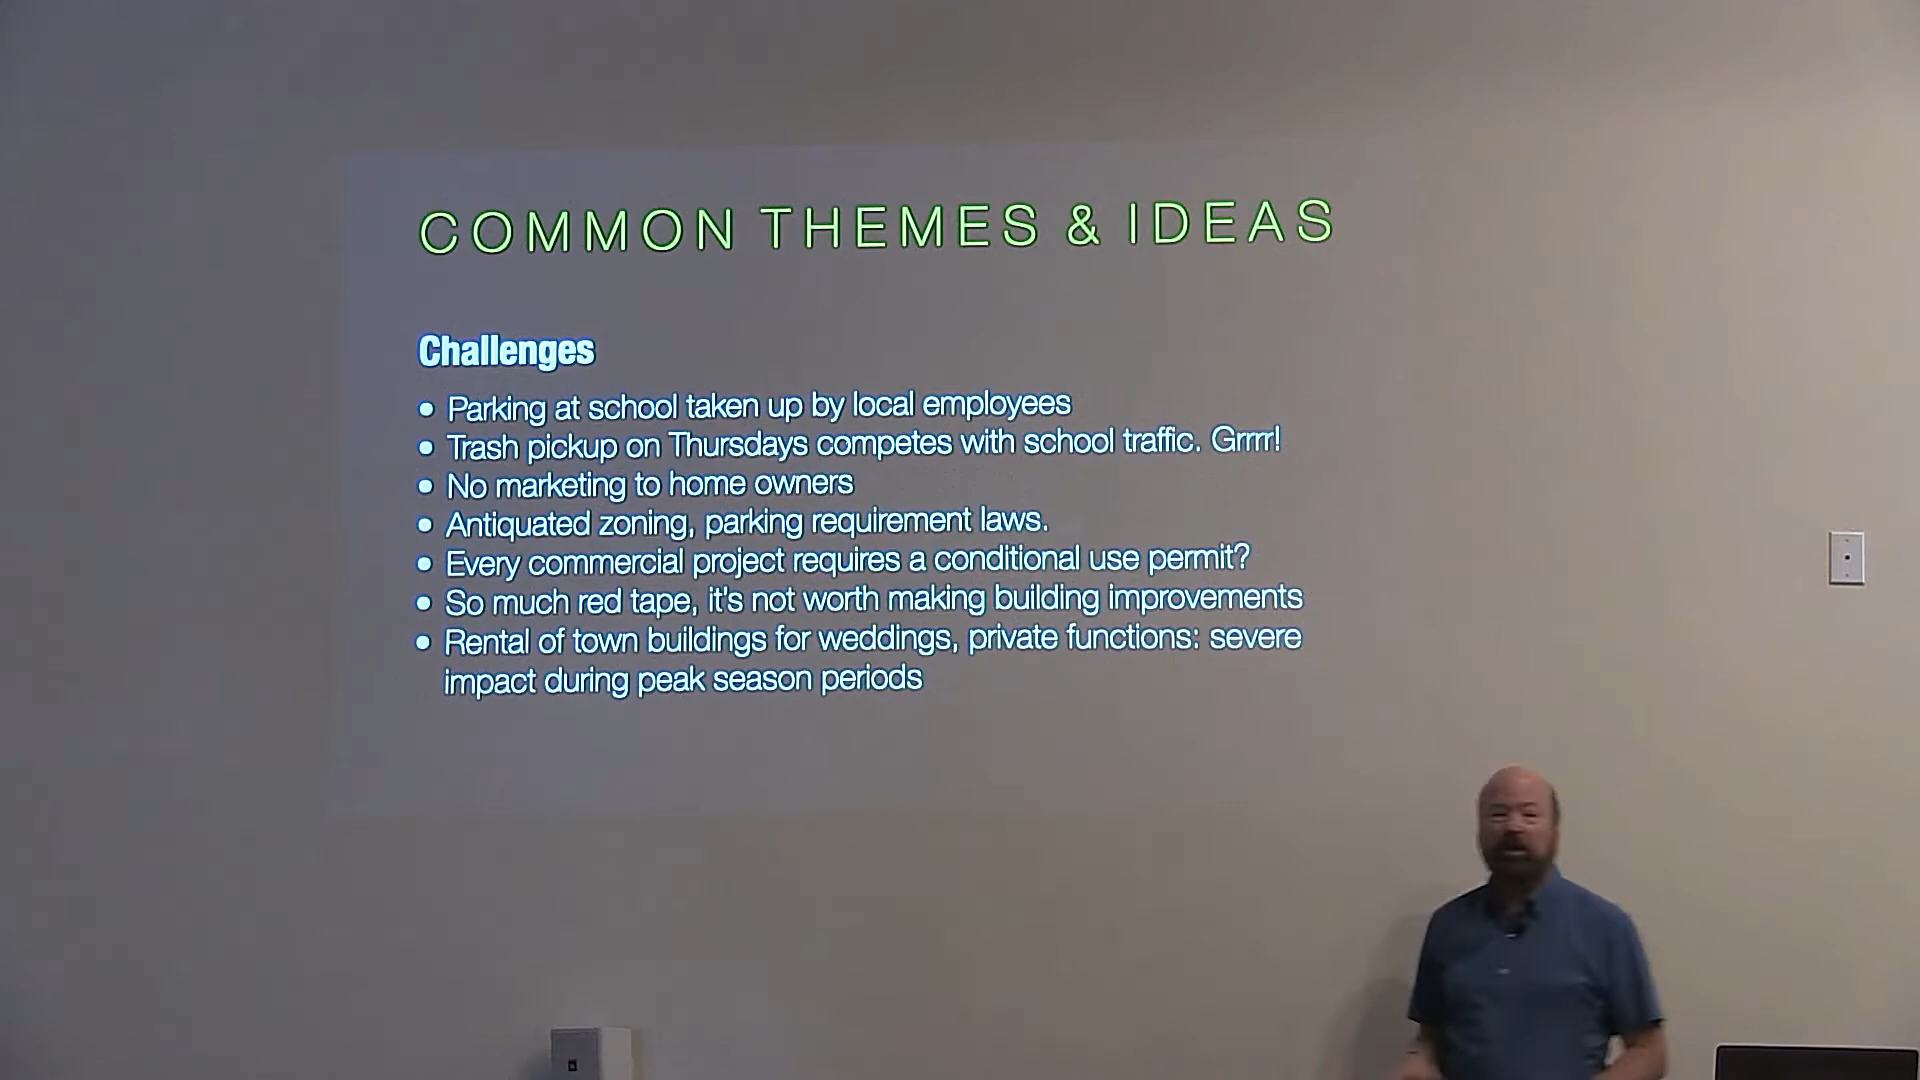 COMMON THEMES & IDEAS
Challenges
• Parking at school taken up by local employees
• Trash pickup on Thursdays competes with school traffic. Grrrr!
• No marketing to home owners
• Antiquated zoning, parking requirement laws.
• Every commercial project requires a conditional use permit?
• So much red tape, it's not worth making building improvements
• Rental of town buildings for weddings, private functions: severe
impact during peak season periods